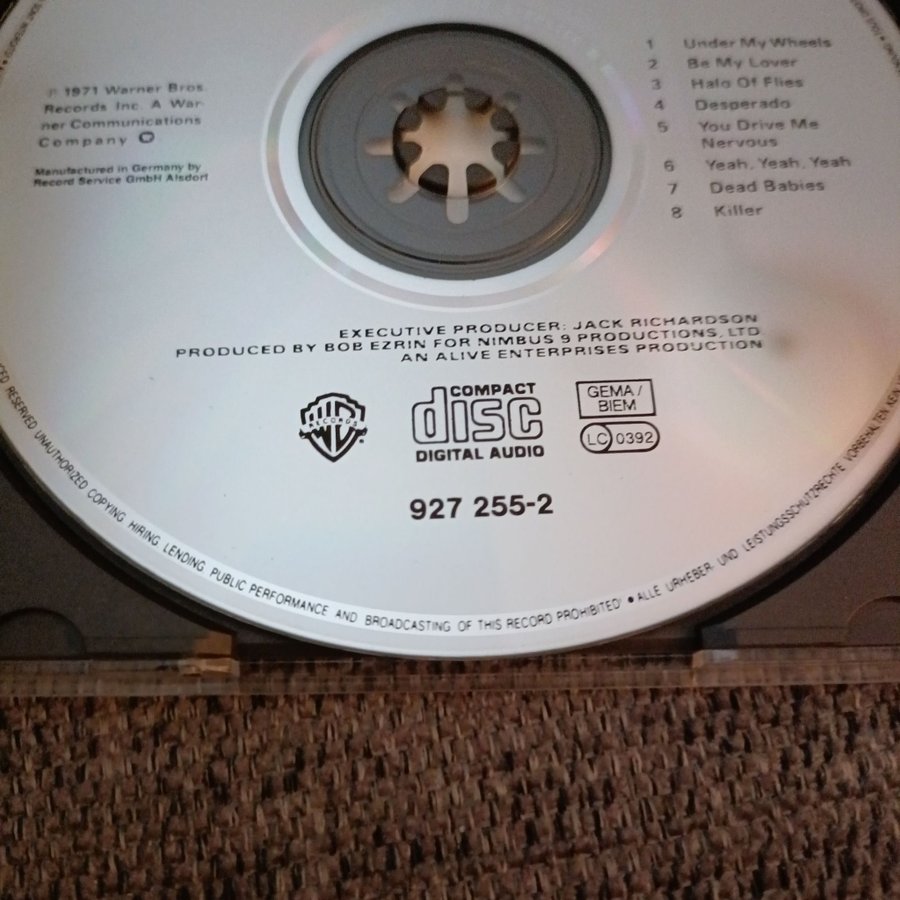 ℗ 1971 Warner Bros.
Records Inc. A War-
ner Communications
Company
Manufactured in Germany by
Record Service GmbH Alsdorf
1 Under My Wheels
2 Be My Lover
3 Halo Of Flies
4 Desperado
5 You Drive Me
Nervous
6 Yeah, Yeah, Yeah
7 Dead Babies
8 Killer
EXECUTIVE PRODUCER: JACK RICHARDSON
PRODUCED BY BOB EZRIN FOR NIMBUS 9 PRODUCTIONS, LTD
AN ALIVE ENTERPRISES PRODUCTION
RECORDS
COMPACT
disc
DIGITAL AUDIO
GEMA/
BIEM
LC 0392
927 255-2
RESERVED UNAUTHORIZED COPYING HIRING LENDING PUBLIC PERFORMANCE AND BROADCASTING OF THIS RECORD PROHIBITED • ALLE URHEBER- UND LEISTUNGSSCHUTZRECHTE VORBEHALTEN